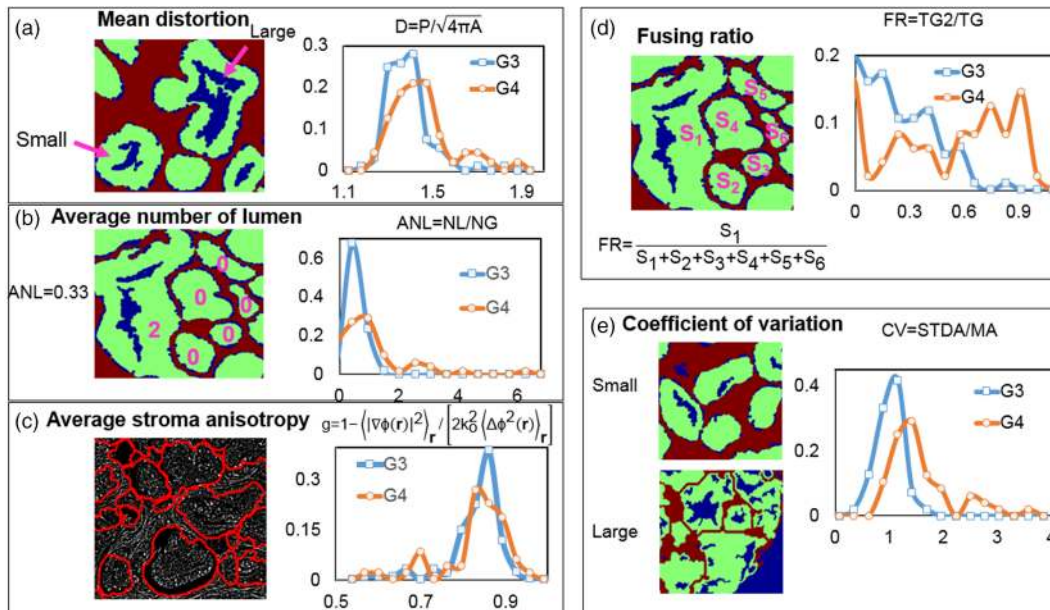 (a) Mean distortion
Large
Small
D=P/√4πA
0.3
0.2
0.1
0
G3
G4
1.1 1.5 1.9
(b) Average number of lumen
ANL=0.33
2 0 0 0 0 0
ANL=NL/NG
0.6
0.4
0.2
0
G3
G4
0 2 4 6
(c) Average stroma anisotropy
g=1-⟨|∇ϕ(r)|²⟩r / [2k₀²⟨Δϕ²(r)⟩r]
0.3
0.15
0
G3
G4
0.5 0.7 0.9
(d) Fusing ratio
S1 S2 S3 S4 S5 S6
FR= S1 / S1+S2+S3+S4+S5+S6
FR=TG2/TG
0.2
0.1
0
G3
G4
0 0.3 0.6 0.9
(e) Coefficient of variation
Small
Large
CV=STDA/MA
0.4
0.2
0
G3
G4
0 1 2 3 4